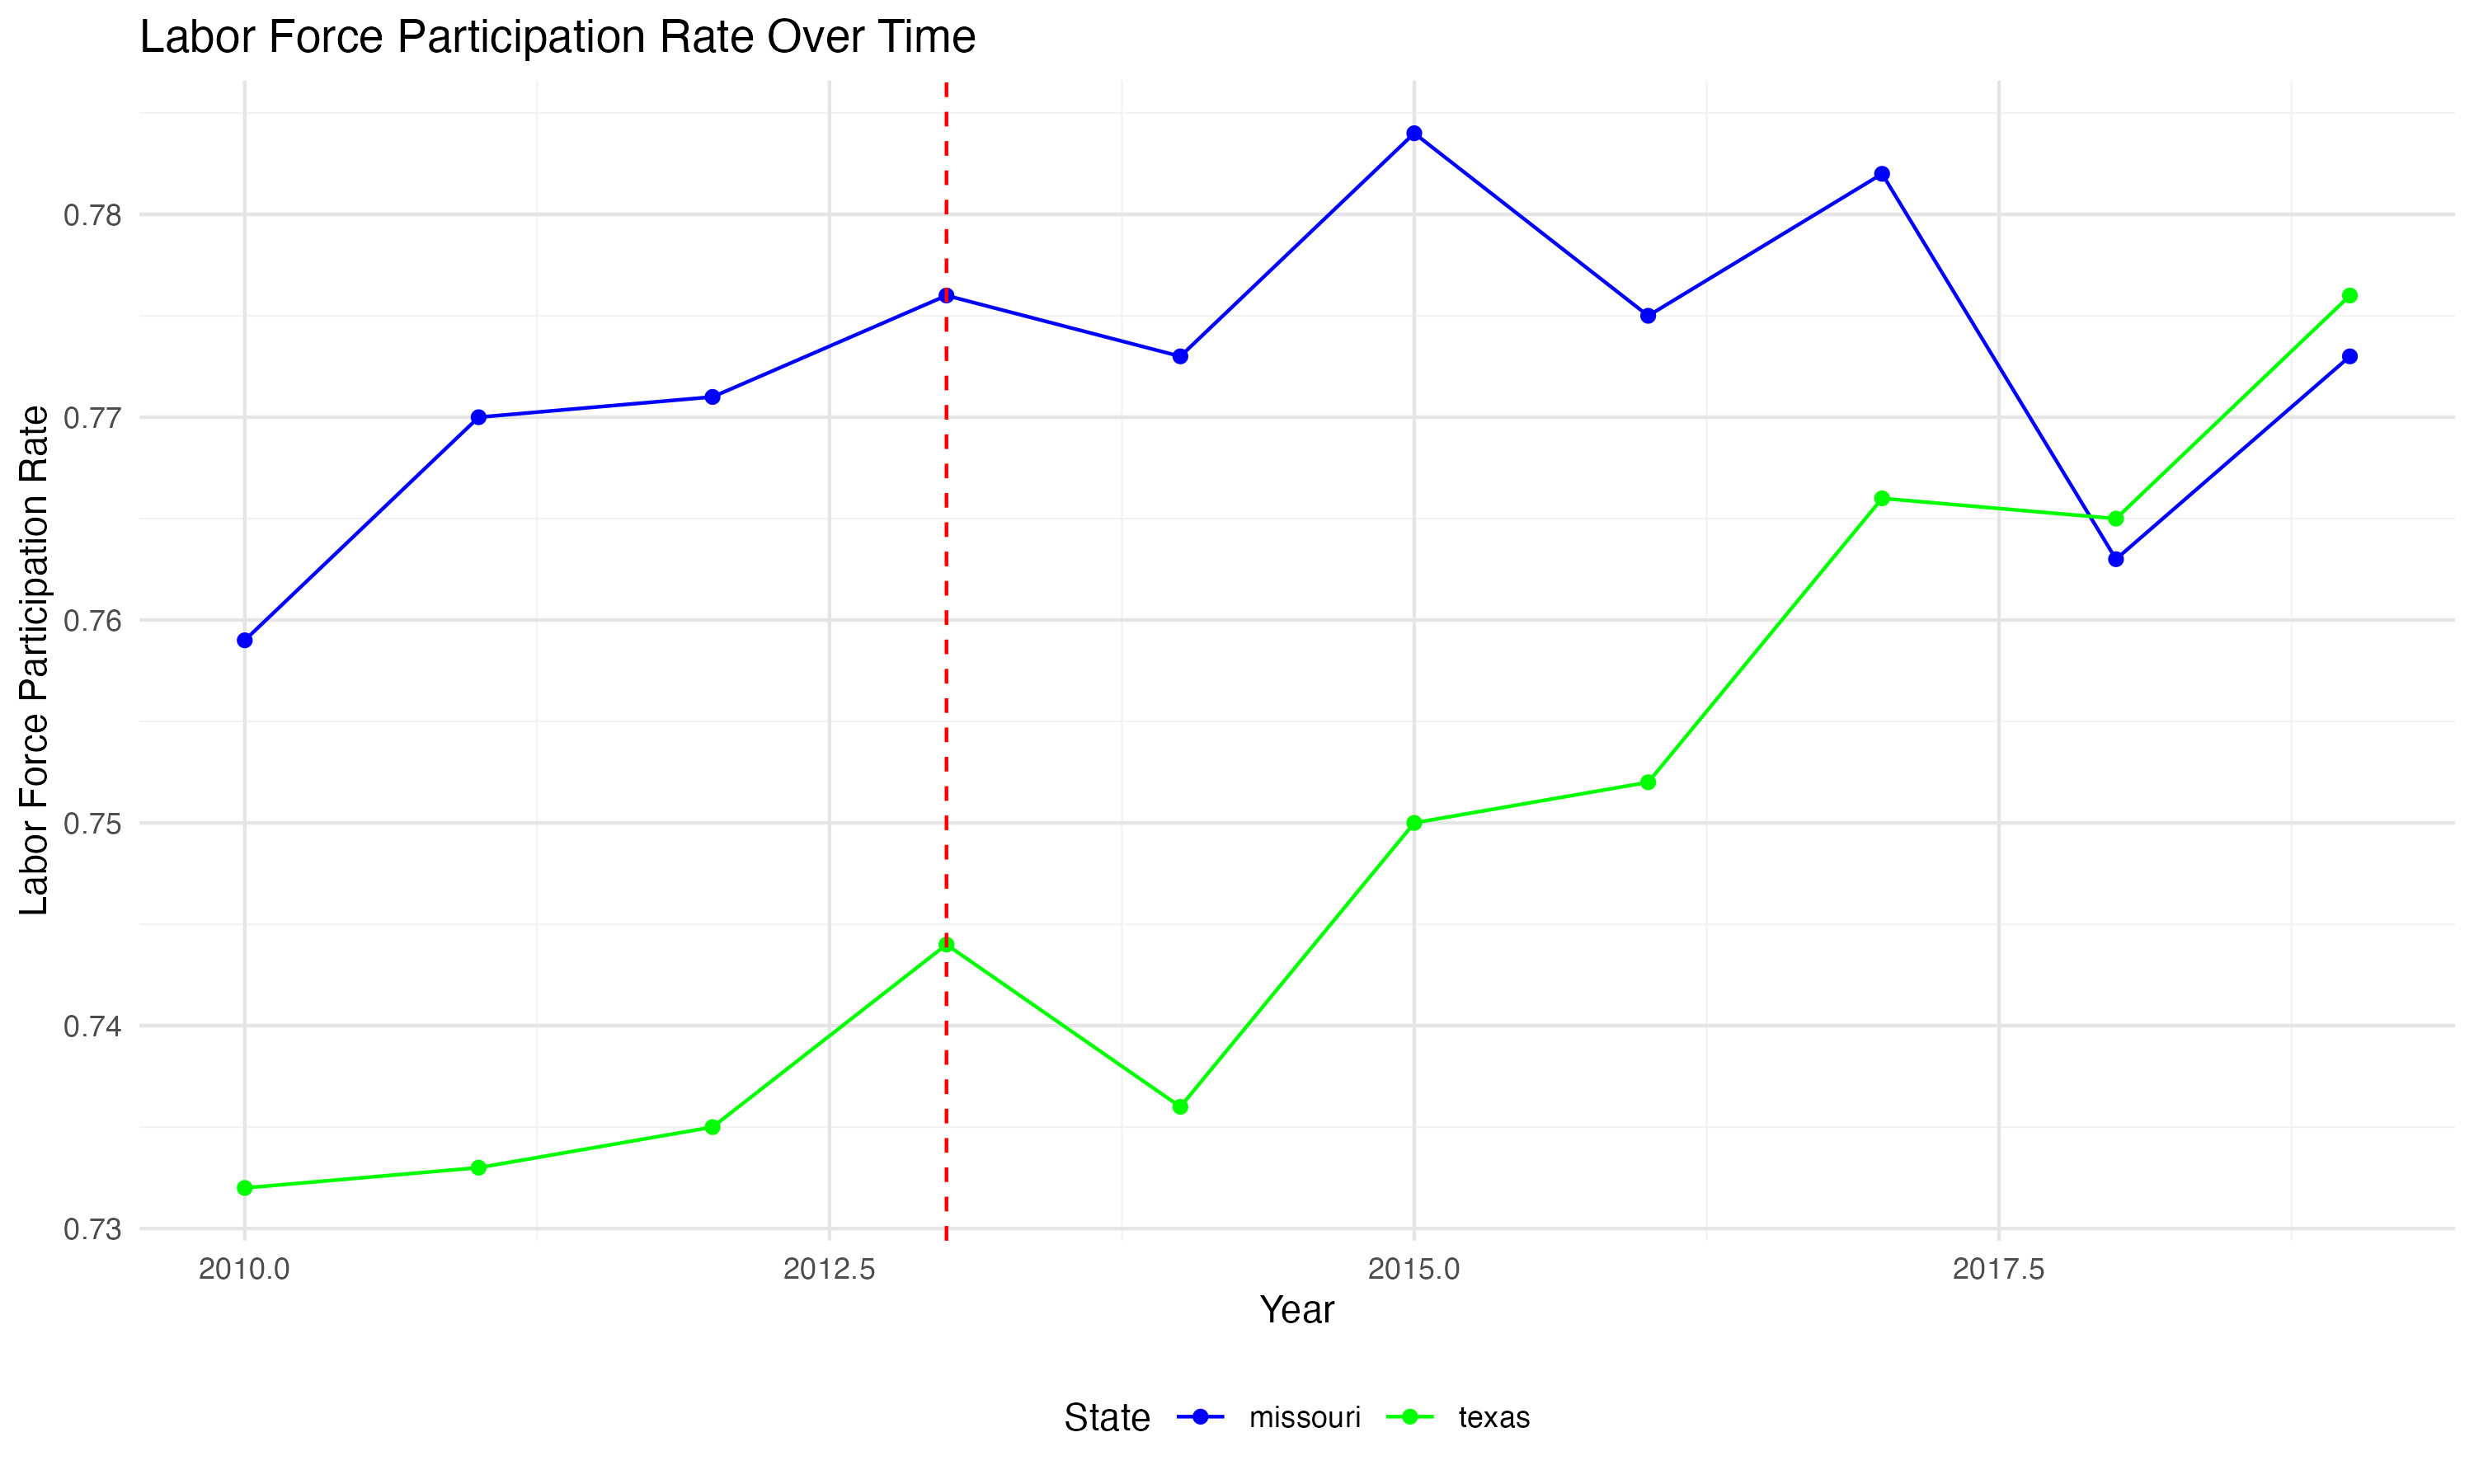 Labor Force Participation Rate Over Time
Labor Force Participation Rate
0.78
0.77
0.76
0.75
0.74
0.73
2010.0 2012.5 2015.0 2017.5
Year
State missouri texas